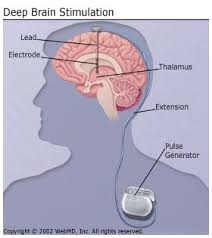 Deep Brain Stimulation
Lead
Electrode
Thalamus
Extension
Pulse
Generator
Copyright © 2002 WebMD, Inc. All rights reserved.